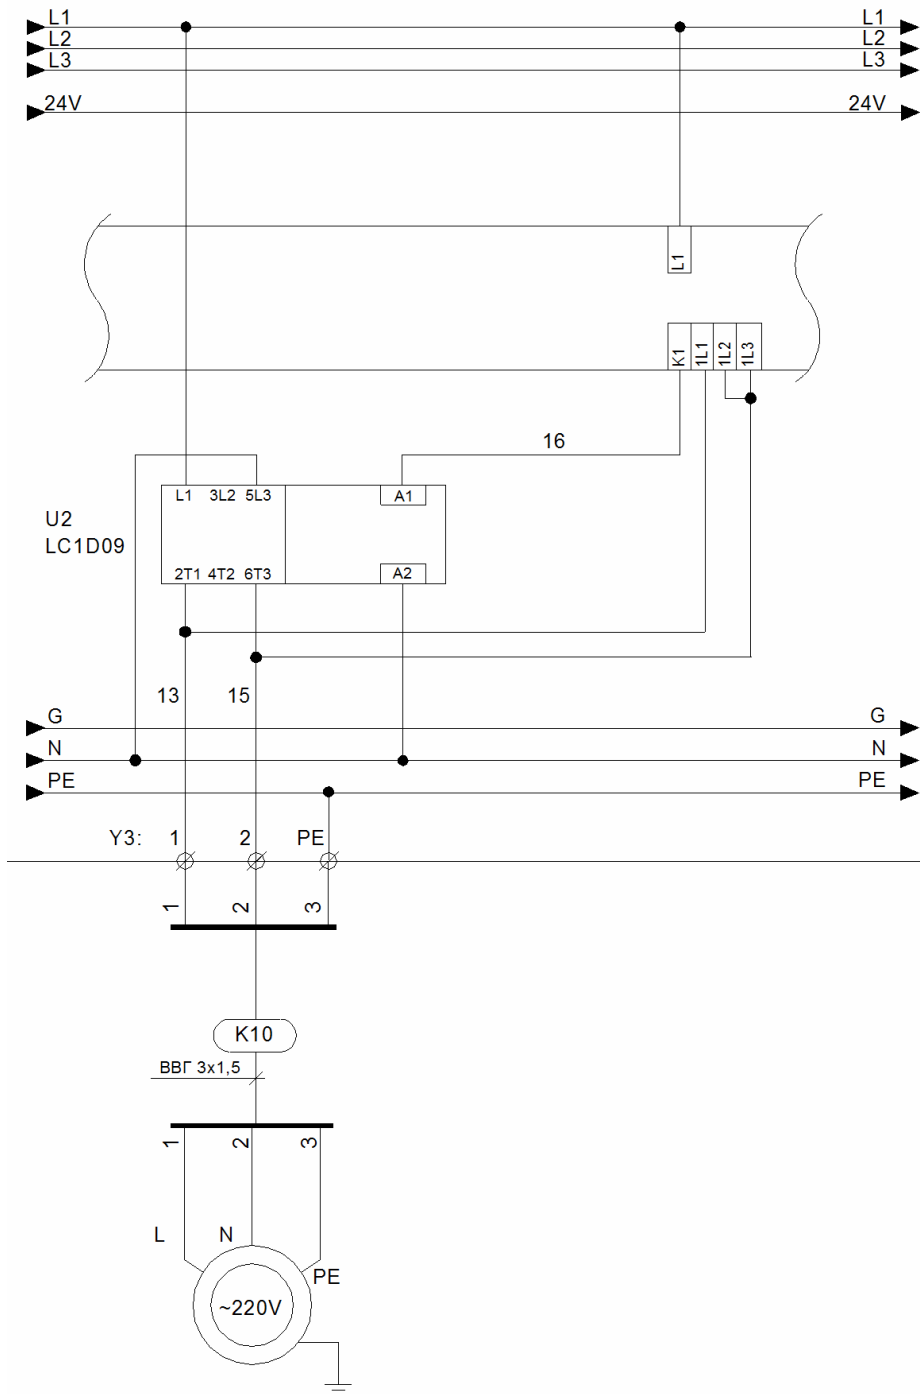 L1 L1
L2 L2
L3 L3
24V 24V
L1
K1 1L1 1L2 1L3
16
L1 3L2 5L3 A1
U2
LC1D09
2T1 4T2 6T3 A2
13 15
G G
N N
PE PE
Y3: 1 2 PE
1 2 3
K10
ВВГ 3x1,5
1 2 3
L N
PE
~220V